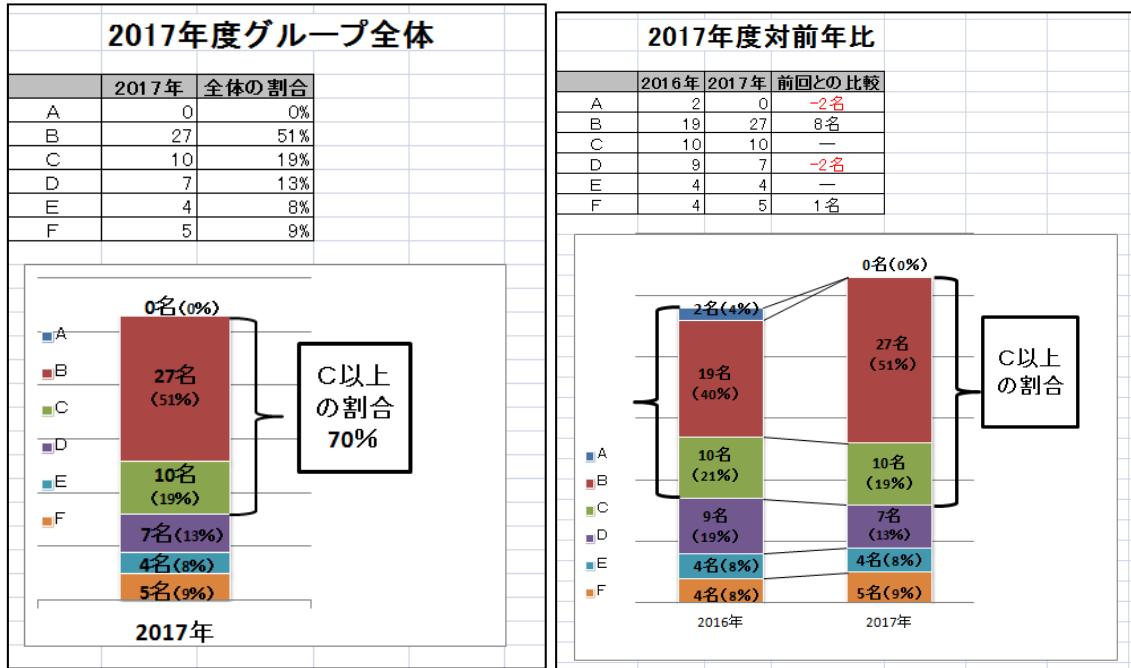 2017年度グループ全体
2017年 全体の割合
A 0 0%
B 27 51%
C 10 19%
D 7 13%
E 4 8%
F 5 9%
0名(0%)
A
B
C
D
E
F
27名
(51%)
10名
(19%)
7名(13%)
4名(8%)
5名(9%)
C以上
の割合
70%
2017年
2017年度対前年比
2016年 2017年 前回との比較
A 2 0 -2名
B 19 27 8名
C 10 10 —
D 9 7 -2名
E 4 4 —
F 4 5 1名
0名(0%)
2名(4%)
19名
(40%)
10名
(21%)
9名
(19%)
4名(8%)
4名(8%)
27名
(51%)
10名
(19%)
7名
(13%)
4名(8%)
5名(9%)
C以上
の割合
A
B
C
D
E
F
2016年 2017年